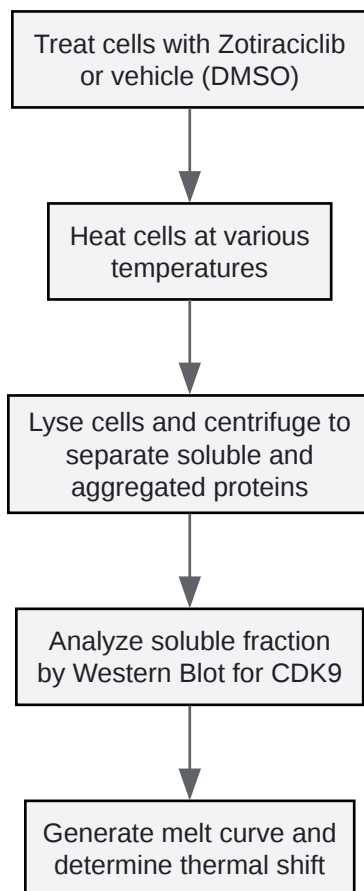 Treat cells with Zotiraciclib
or vehicle (DMSO)
Heat cells at various
temperatures
Lyse cells and centrifuge to
separate soluble and
aggregated proteins
Analyze soluble fraction
by Western Blot for CDK9
Generate melt curve and
determine thermal shift